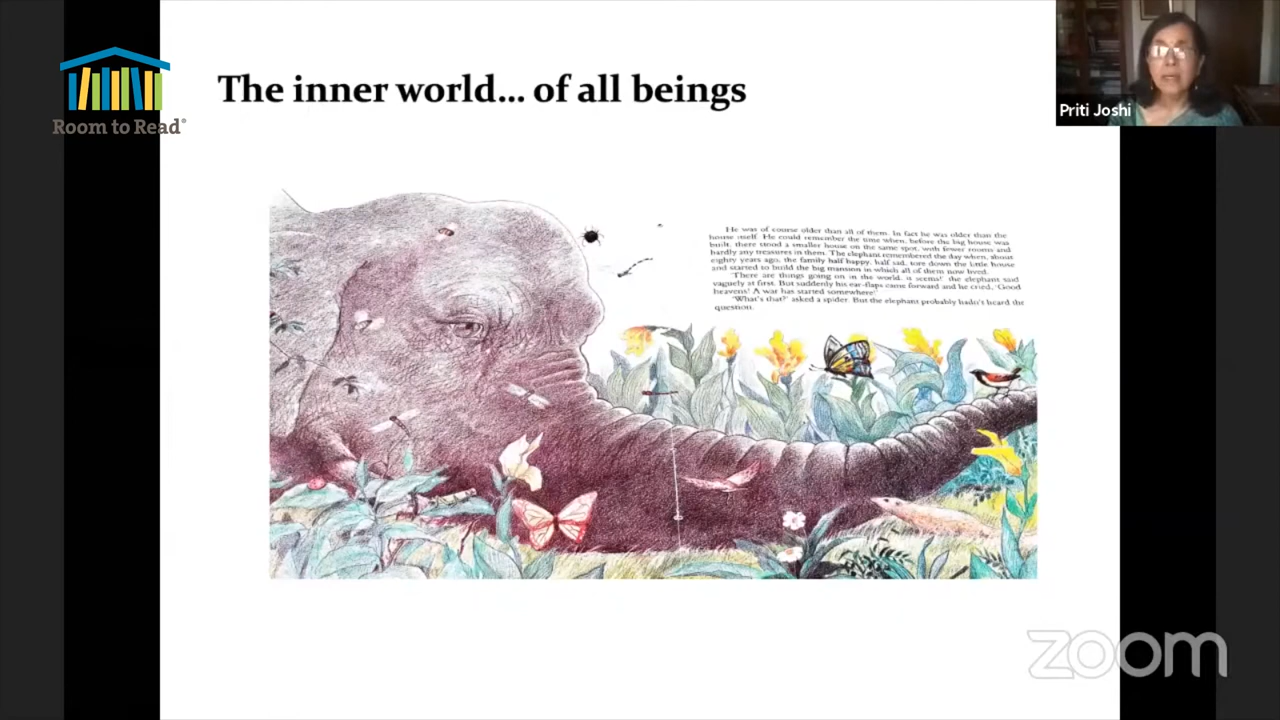 Room to Read®
The inner world... of all beings
Priti Joshi
He was of course older than all of them. In fact he was older than the
house itself. He could remember the time when, before the big house was
built, there stood a smaller house on the same spot, with fewer rooms and
hardly any treasures in them. The elephant remembered the day when, about
eighty years ago, the family half happy, half sad, tore down the little house
and started to build the big mansion in which all of them now lived.
'There are things going on in the world, it seems!' the elephant said
vaguely at first. But suddenly his ear-flaps came forward and he cried, 'Good
heavens! A war has started somewhere!'
'What's that?' asked a spider. But the elephant probably hadn't heard the
question.
zoom